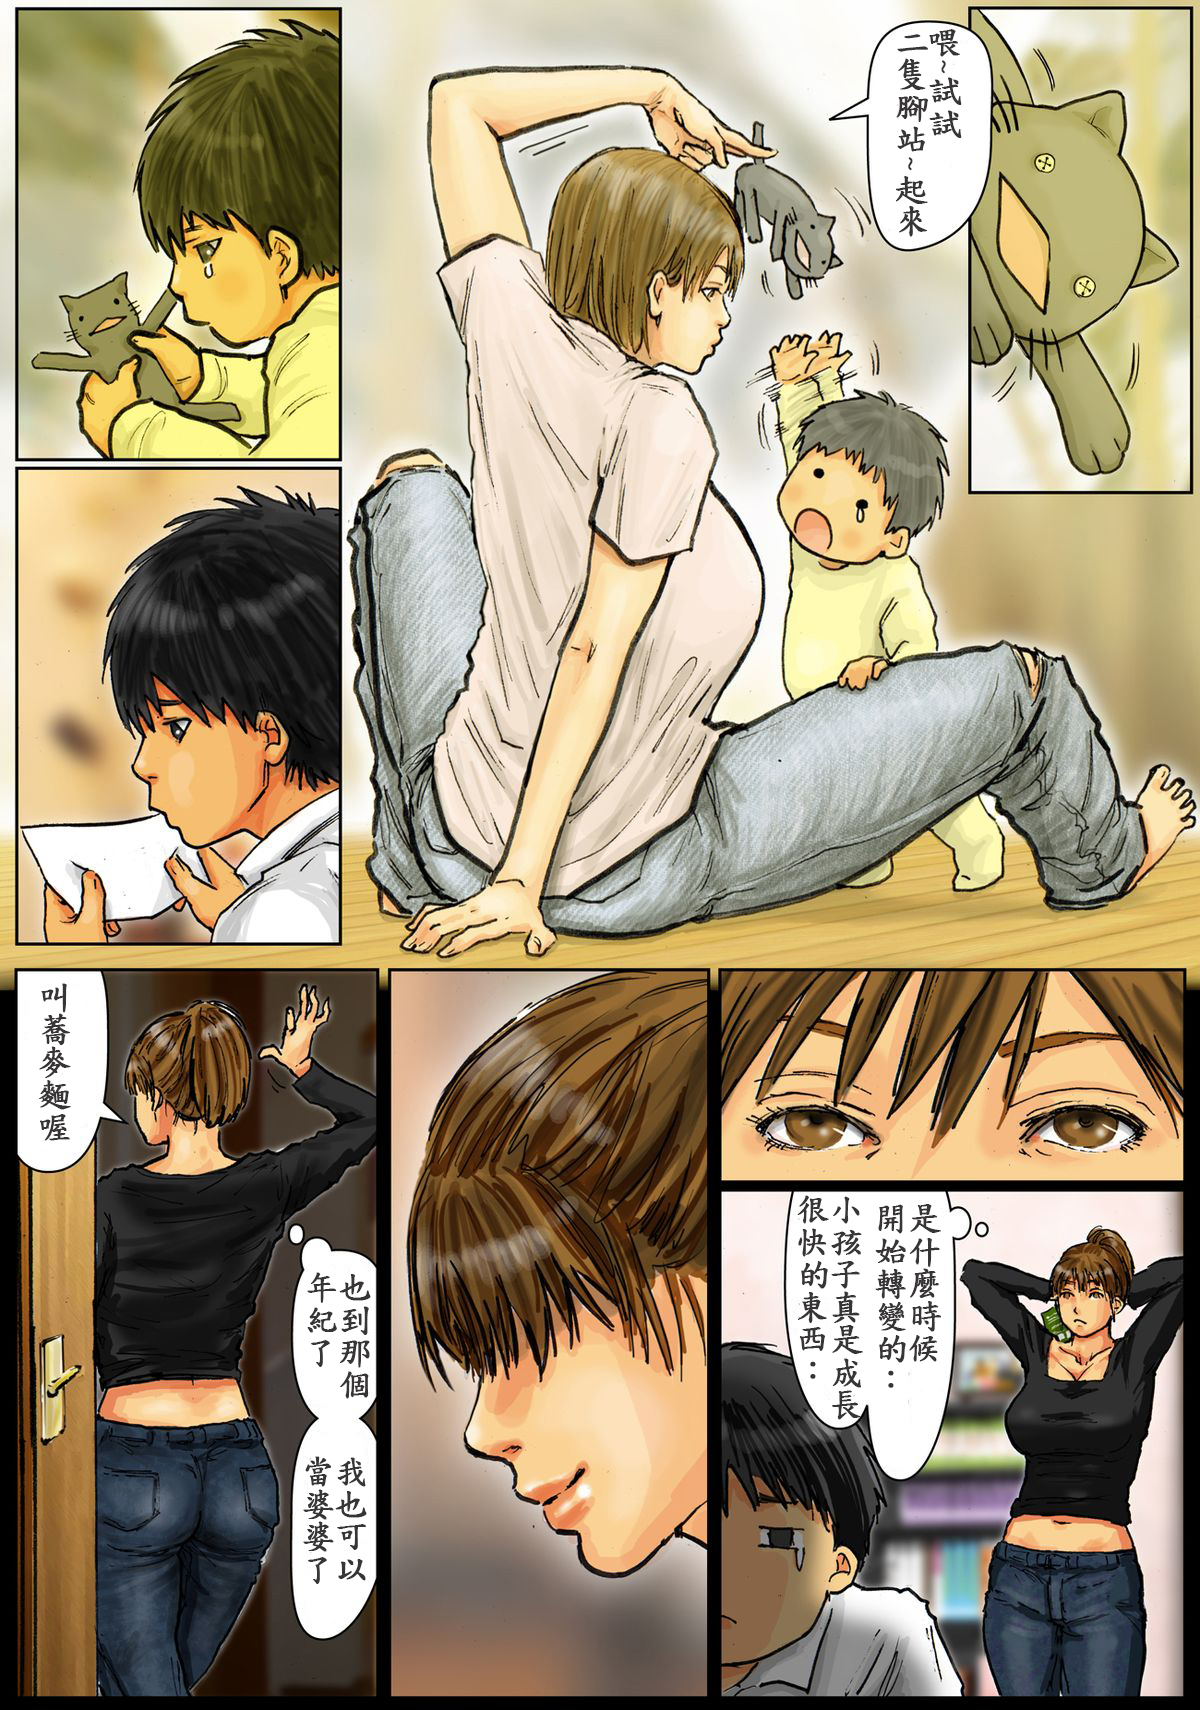 喂~試試
二隻腳站~起來
是什麼時候
開始轉變的：
小孩子真是成長
很快的東西：
叫蕎麥麵喔
也到那個
年紀了
我也可以
當婆婆了